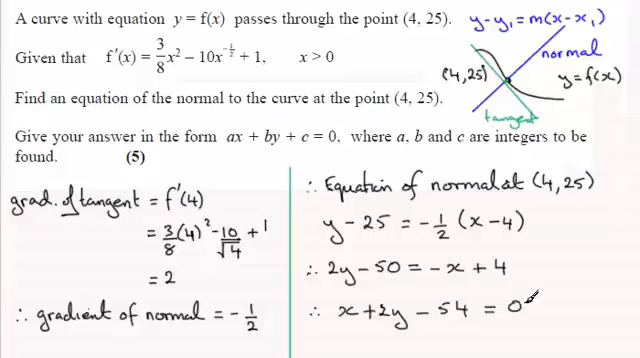 A curve with equation y = f(x) passes through the point (4, 25).
y - y₁ = m(x - x₁)
Given that f′(x) = 3/8 x² – 10x^(-1/2) + 1, x > 0
normal
(4,25)
y = f(x)
tangent
Find an equation of the normal to the curve at the point (4, 25).
Give your answer in the form ax + by + c = 0, where a, b and c are integers to be
found. (5)
grad. of tangent = f′(4)
= 3/8 (4)² - 10/√4 + 1
= 2
∴ gradient of normal = - 1/2
∴ Equation of normal at (4,25)
y - 25 = - 1/2 (x - 4)
∴ 2y - 50 = -x + 4
∴ x + 2y - 54 = 0